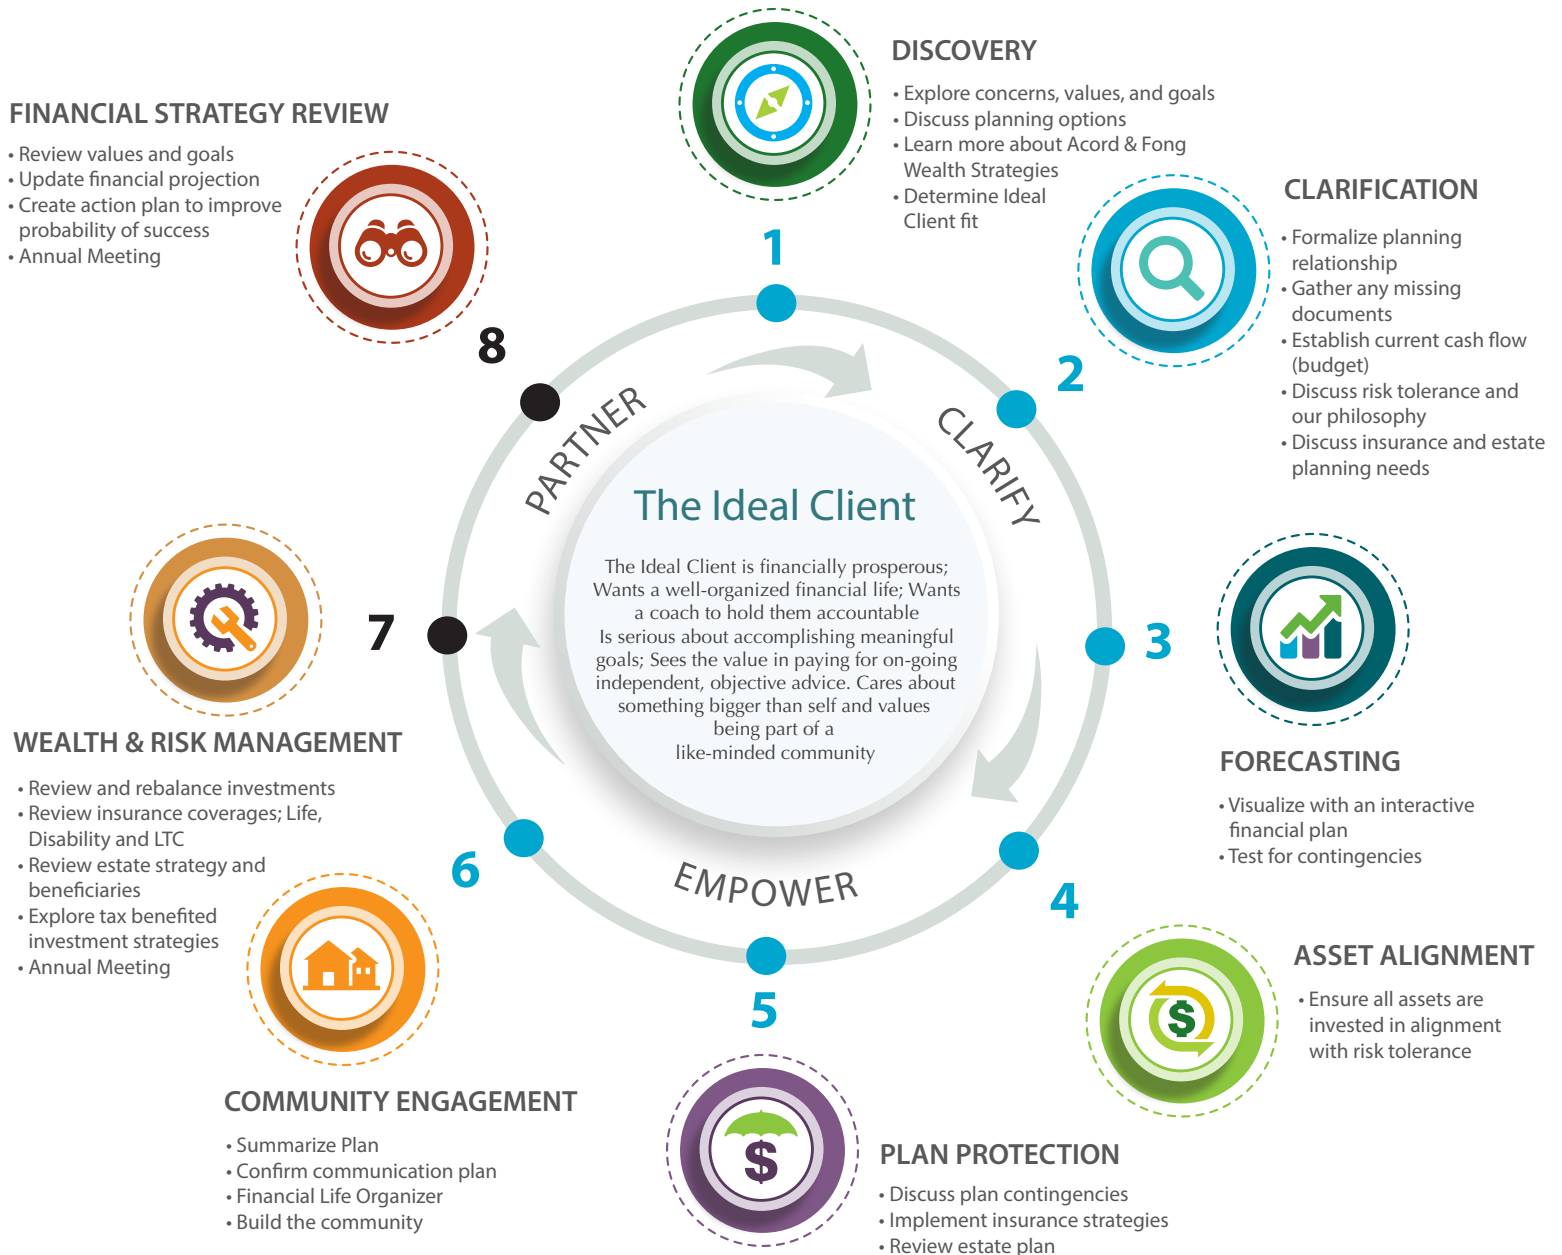 DISCOVERY
• Explore concerns, values, and goals
• Discuss planning options
• Learn more about Acord & Fong
Wealth Strategies
• Determine Ideal
Client fit
1
CLARIFICATION
• Formalize planning
relationship
• Gather any missing
documents
• Establish current cash flow
(budget)
• Discuss risk tolerance and
our philosophy
• Discuss insurance and estate
planning needs
2
FORECASTING
• Visualize with an interactive
financial plan
• Test for contingencies
3
ASSET ALIGNMENT
• Ensure all assets are
invested in alignment
with risk tolerance
$
4
PLAN PROTECTION
• Discuss plan contingencies
• Implement insurance strategies
• Review estate plan
$
5
COMMUNITY ENGAGEMENT
• Summarize Plan
• Confirm communication plan
• Financial Life Organizer
• Build the community
6
WEALTH & RISK MANAGEMENT
• Review and rebalance investments
• Review insurance coverages; Life,
Disability and LTC
• Review estate strategy and
beneficiaries
• Explore tax benefited
investment strategies
• Annual Meeting
7
FINANCIAL STRATEGY REVIEW
• Review values and goals
• Update financial projection
• Create action plan to improve
probability of success
• Annual Meeting
8
PARTNER
CLARIFY
EMPOWER
The Ideal Client
The Ideal Client is financially prosperous;
Wants a well-organized financial life; Wants
a coach to hold them accountable
Is serious about accomplishing meaningful
goals; Sees the value in paying for on-going
independent, objective advice. Cares about
something bigger than self and values
being part of a
like-minded community